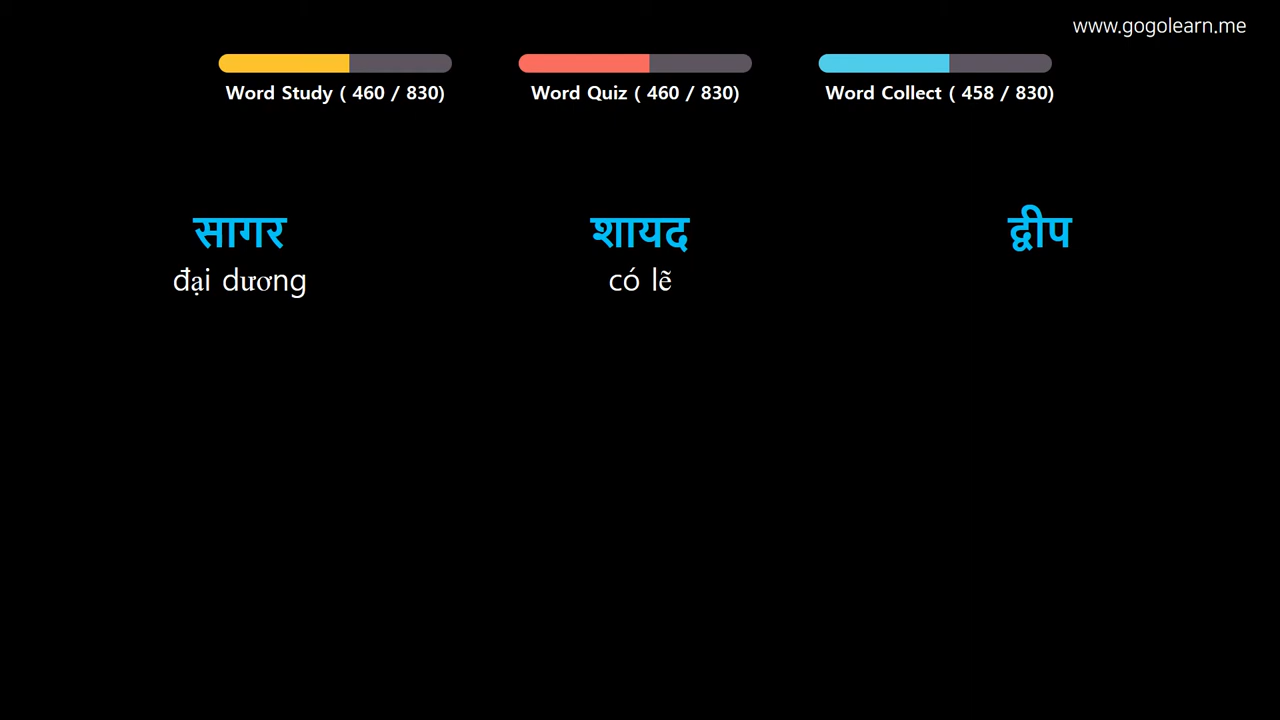 www.gogolearn.me
Word Study ( 460 / 830)
Word Quiz ( 460 / 830)
Word Collect ( 458 / 830)
सागर
đại dương
शायद
có lẽ
द्वीप